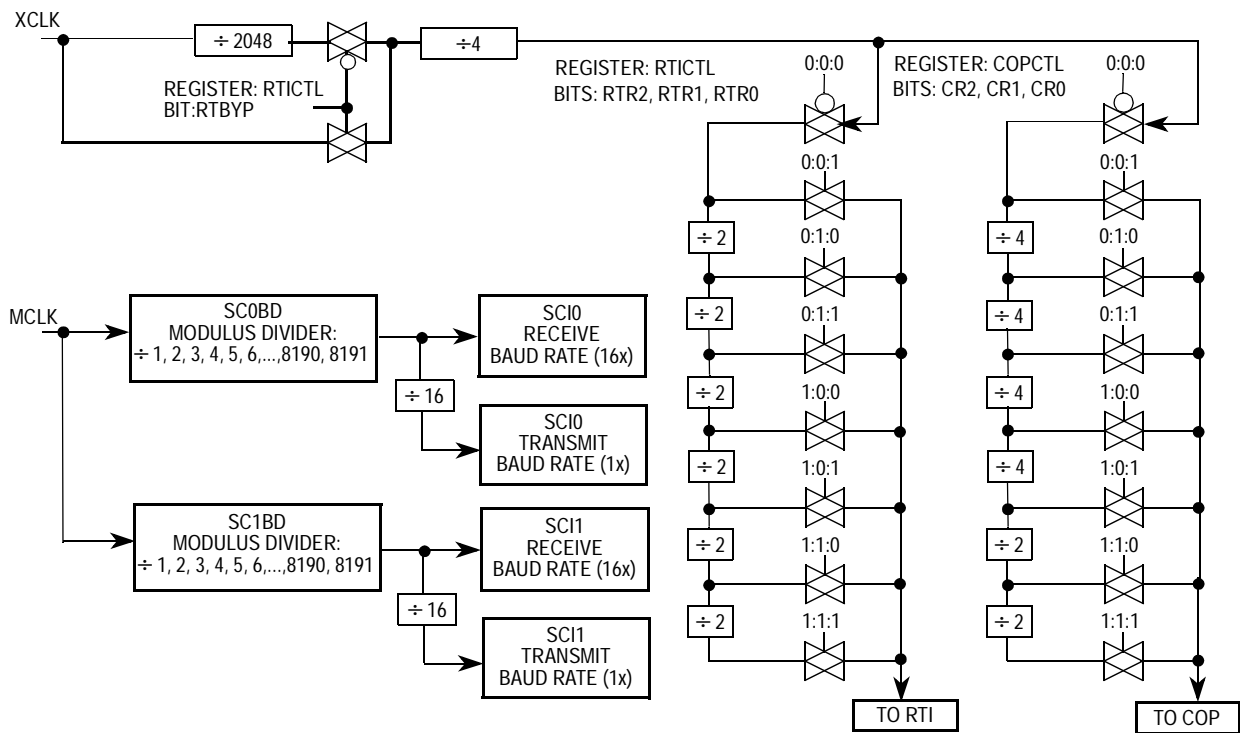 XCLK
÷ 2048
÷4
REGISTER: RTICTL
BIT:RTBYP
REGISTER: RTICTL
BITS: RTR2, RTR1, RTR0
0:0:0
REGISTER: COPCTL
BITS: CR2, CR1, CR0
0:0:0
0:0:1
0:0:1
÷ 2
0:1:0
÷ 4
0:1:0
÷ 2
0:1:1
÷ 4
0:1:1
÷ 2
1:0:0
÷ 4
1:0:0
÷ 2
1:0:1
÷ 4
1:0:1
÷ 2
1:1:0
÷ 2
1:1:0
÷ 2
1:1:1
÷ 2
1:1:1
TO RTI
TO COP
MCLK
SC0BD
MODULUS DIVIDER:
÷ 1, 2, 3, 4, 5, 6,...,8190, 8191
SCI0
RECEIVE
BAUD RATE (16x)
÷ 16
SCI0
TRANSMIT
BAUD RATE (1x)
SC1BD
MODULUS DIVIDER:
÷ 1, 2, 3, 4, 5, 6,...,8190, 8191
SCI1
RECEIVE
BAUD RATE (16x)
÷ 16
SCI1
TRANSMIT
BAUD RATE (1x)